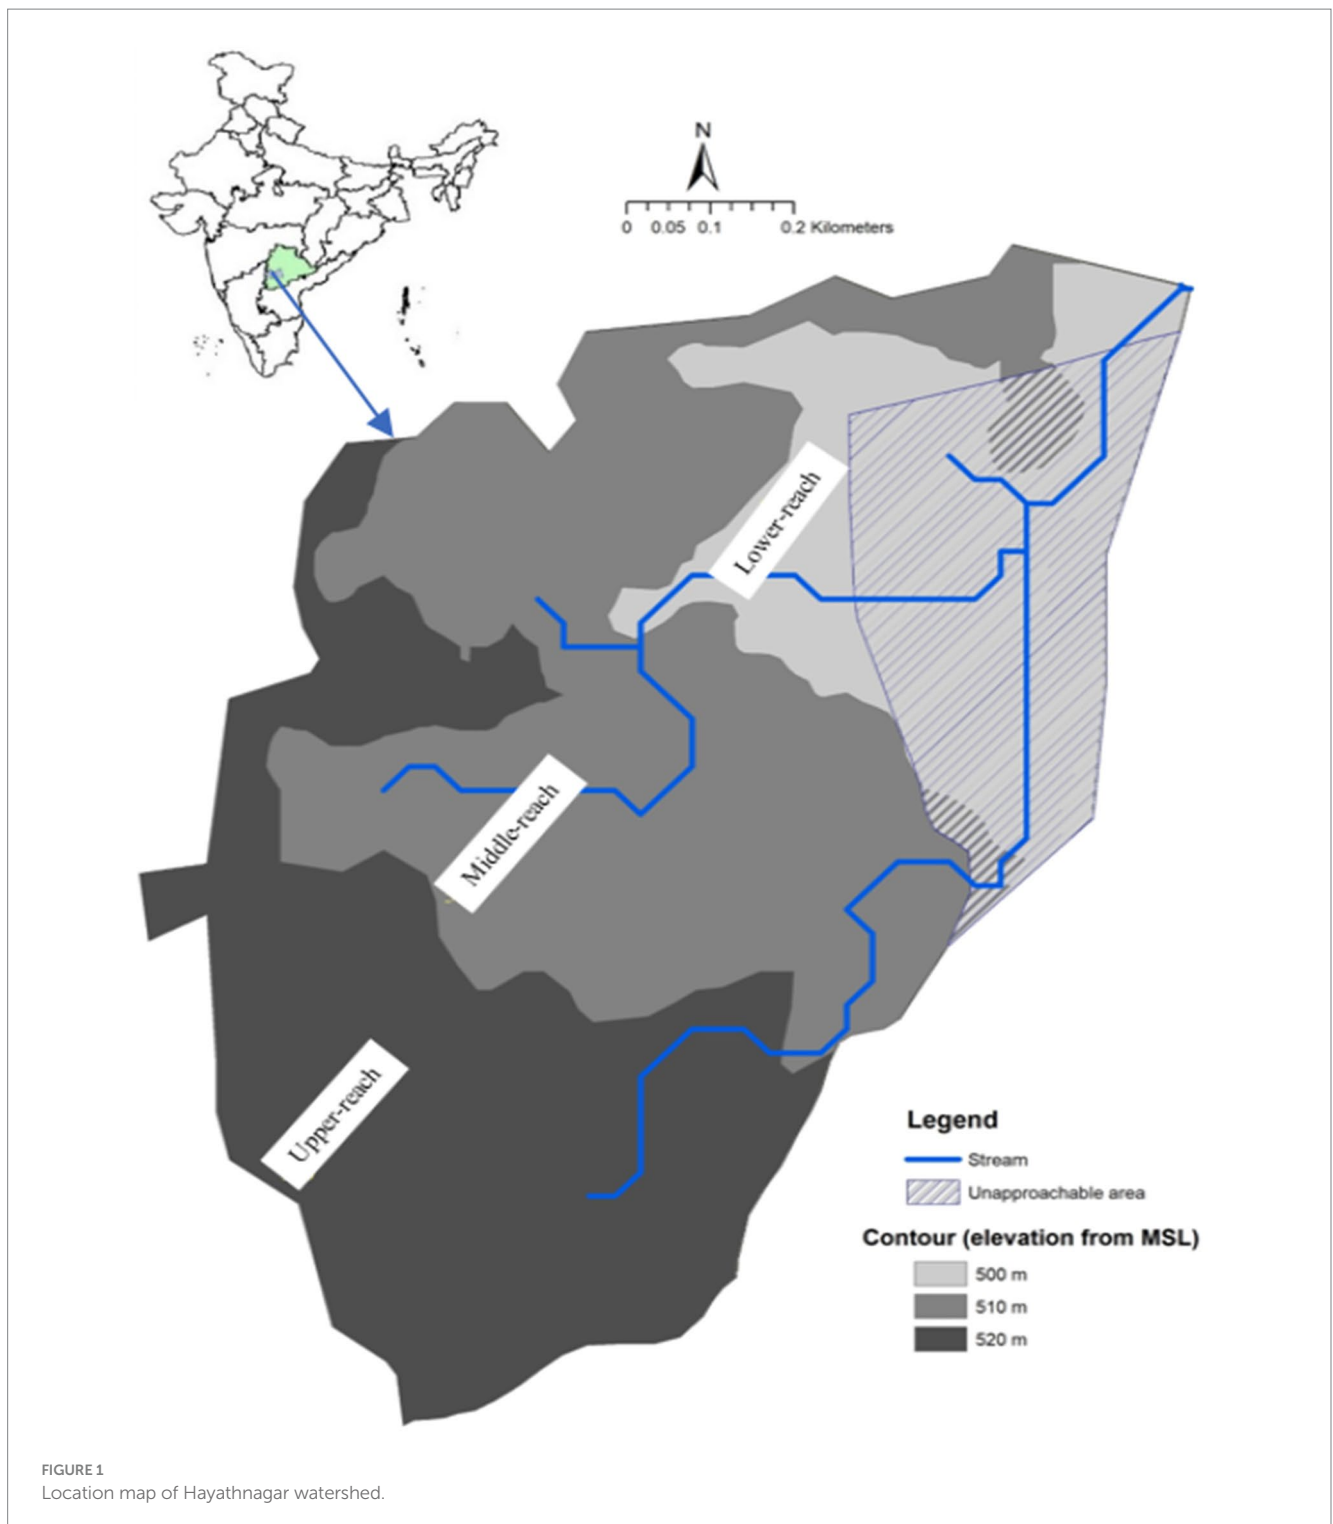 N
0 0.05 0.1 0.2 Kilometers
Lower-reach
Middle-reach
Upper-reach
Legend
Stream
Unapproachable area
Contour (elevation from MSL)
500 m
510 m
520 m
FIGURE 1
Location map of Hayathnagar watershed.